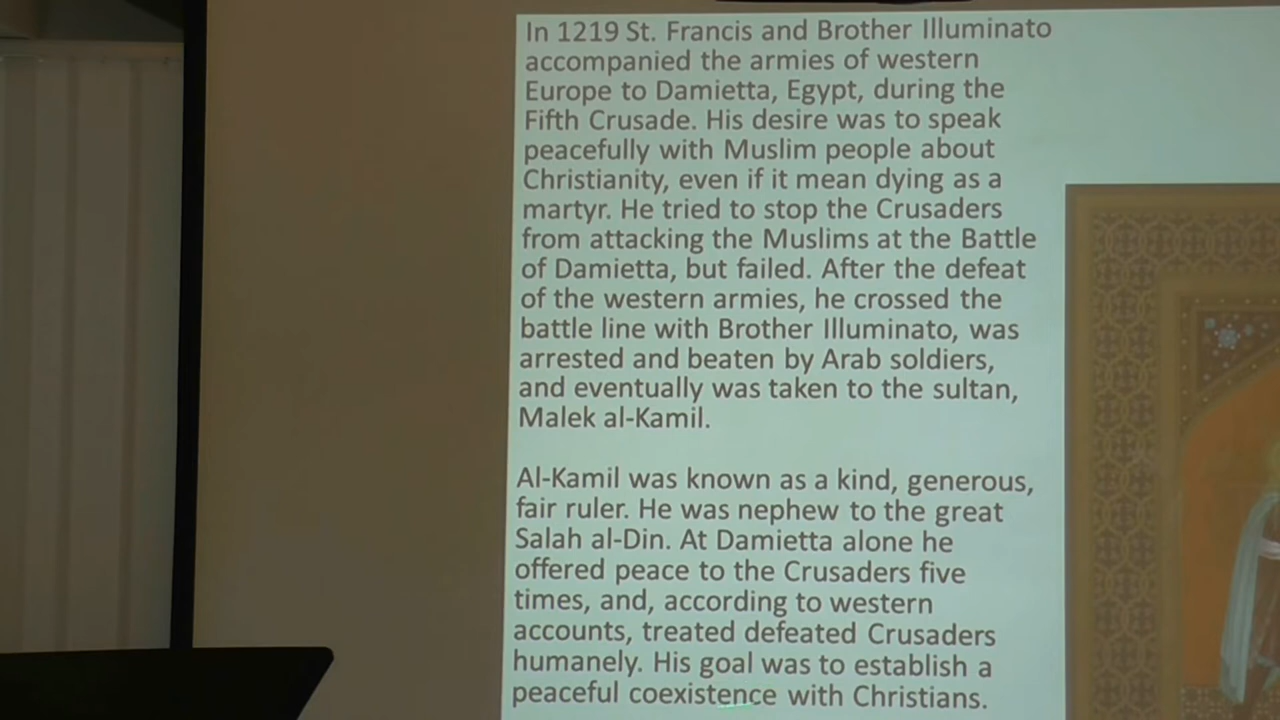 In 1219 St. Francis and Brother Illuminato
accompanied the armies of western
Europe to Damietta, Egypt, during the
Fifth Crusade. His desire was to speak
peacefully with Muslim people about
Christianity, even if it mean dying as a
martyr. He tried to stop the Crusaders
from attacking the Muslims at the Battle
of Damietta, but failed. After the defeat
of the western armies, he crossed the
battle line with Brother Illuminato, was
arrested and beaten by Arab soldiers,
and eventually was taken to the sultan,
Malek al-Kamil.
Al-Kamil was known as a kind, generous,
fair ruler. He was nephew to the great
Salah al-Din. At Damietta alone he
offered peace to the Crusaders five
times, and, according to western
accounts, treated defeated Crusaders
humanely. His goal was to establish a
peaceful coexistence with Christians.